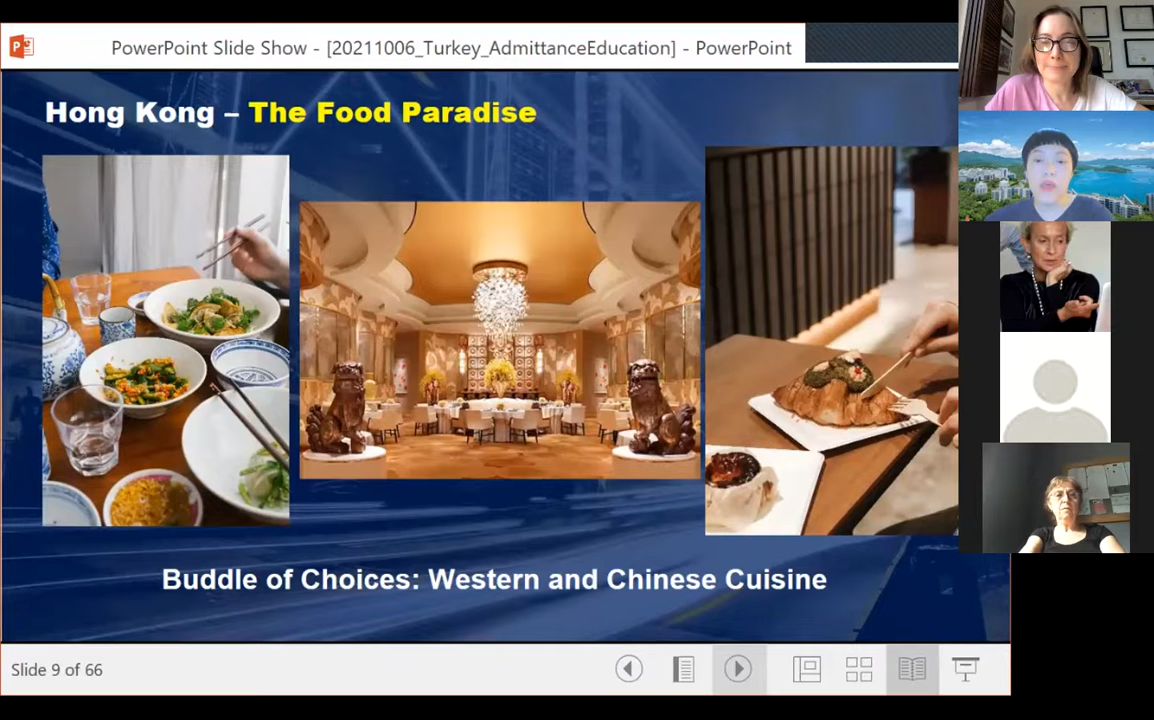 PowerPoint Slide Show - [20211006_Turkey_AdmittanceEducation] - PowerPoint
Hong Kong – The Food Paradise
Buddle of Choices: Western and Chinese Cuisine
Slide 9 of 66